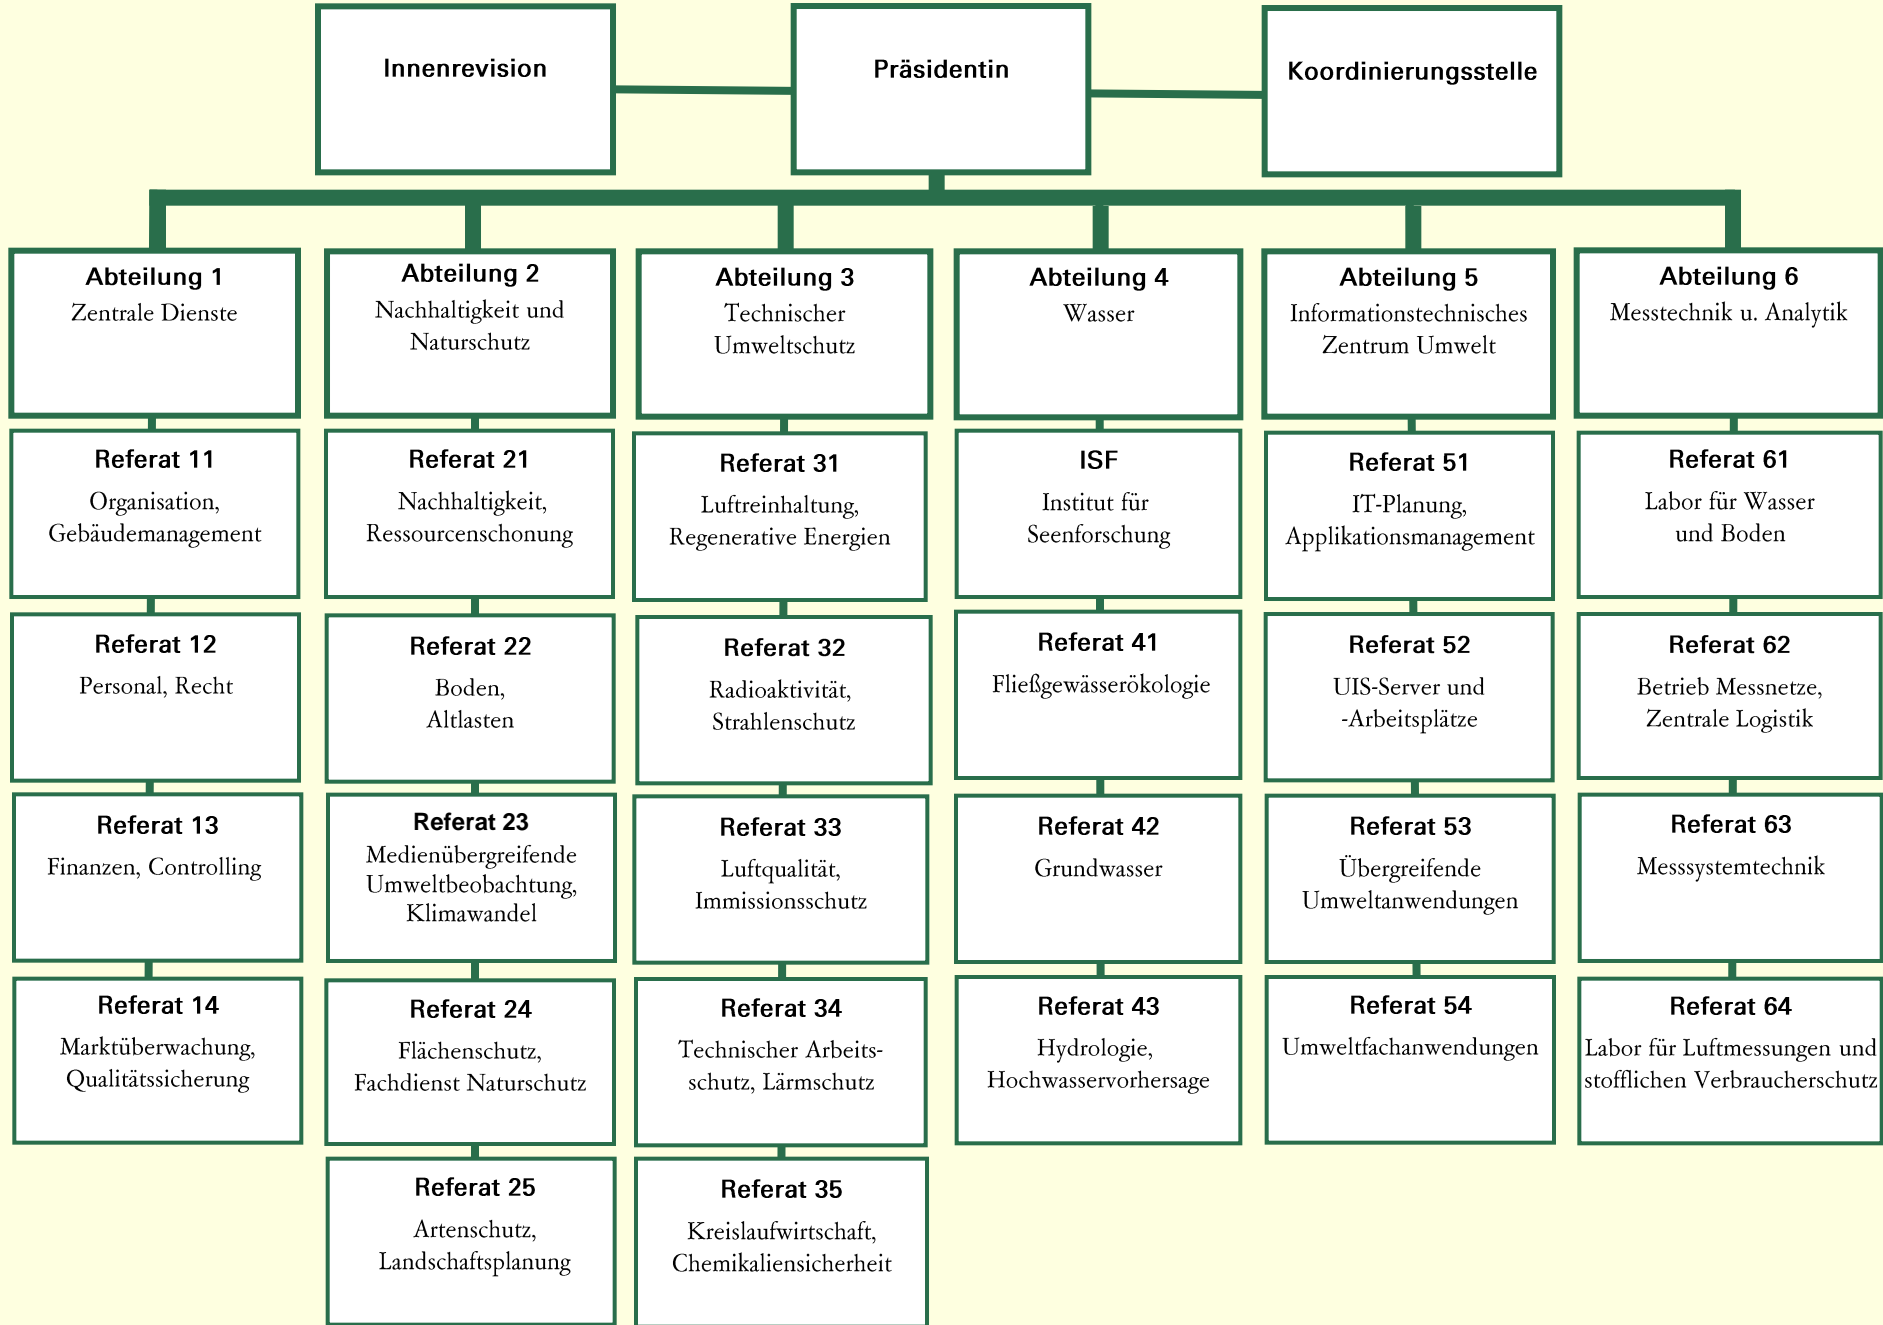 Innenrevision
Präsidentin
Koordinierungsstelle
Abteilung 1
Zentrale Dienste
Abteilung 2
Nachhaltigkeit und
Naturschutz
Abteilung 3
Technischer
Umweltschutz
Abteilung 4
Wasser
Abteilung 5
Informationstechnisches
Zentrum Umwelt
Abteilung 6
Messtechnik u. Analytik
Referat 11
Organisation,
Gebäudemanagement
Referat 21
Nachhaltigkeit,
Ressourcenschonung
Referat 31
Luftreinhaltung,
Regenerative Energien
ISF
Institut für
Seenforschung
Referat 51
IT-Planung,
Applikationsmanagement
Referat 61
Labor für Wasser
und Boden
Referat 12
Personal, Recht
Referat 22
Boden,
Altlasten
Referat 32
Radioaktivität,
Strahlenschutz
Referat 41
Fließgewässerökologie
Referat 52
UIS-Server und
-Arbeitsplätze
Referat 62
Betrieb Messnetze,
Zentrale Logistik
Referat 13
Finanzen, Controlling
Referat 23
Medienübergreifende
Umweltbeobachtung,
Klimawandel
Referat 33
Luftqualität,
Immissionsschutz
Referat 42
Grundwasser
Referat 53
Übergreifende
Umweltanwendungen
Referat 63
Messsystemtechnik
Referat 14
Marktüberwachung,
Qualitätssicherung
Referat 24
Flächenschutz,
Fachdienst Naturschutz
Referat 34
Technischer Arbeits-
schutz, Lärmschutz
Referat 43
Hydrologie,
Hochwasservorhersage
Referat 54
Umweltfachanwendungen
Referat 64
Labor für Luftmessungen und
stofflichen Verbraucherschutz
Referat 25
Artenschutz,
Landschaftsplanung
Referat 35
Kreislaufwirtschaft,
Chemikaliensicherheit